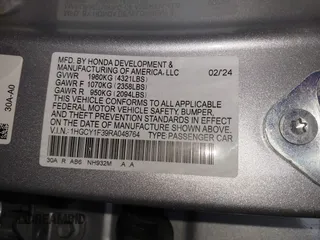 30A-A0
MFD. BY HONDA DEVELOPMENT &
MANUFACTURING OF AMERICA, LLC 02/24
GVWR 1960KG (4321LBS)
GAWR F 1070KG (2358LBS)
GAWR R 950KG (2094LBS)
THIS VEHICLE CONFORMS TO ALL APPLICABLE
FEDERAL MOTOR VEHICLE SAFETY, BUMPER,
AND THEFT PREVENTION STANDARDS IN EFFECT
ON THE DATE OF MANUFACTURE SHOWN ABOVE.
V.I.N.: 1HGCY1F39RA048764 TYPE: PASSENGER CAR
30A R A86 NH932M A A